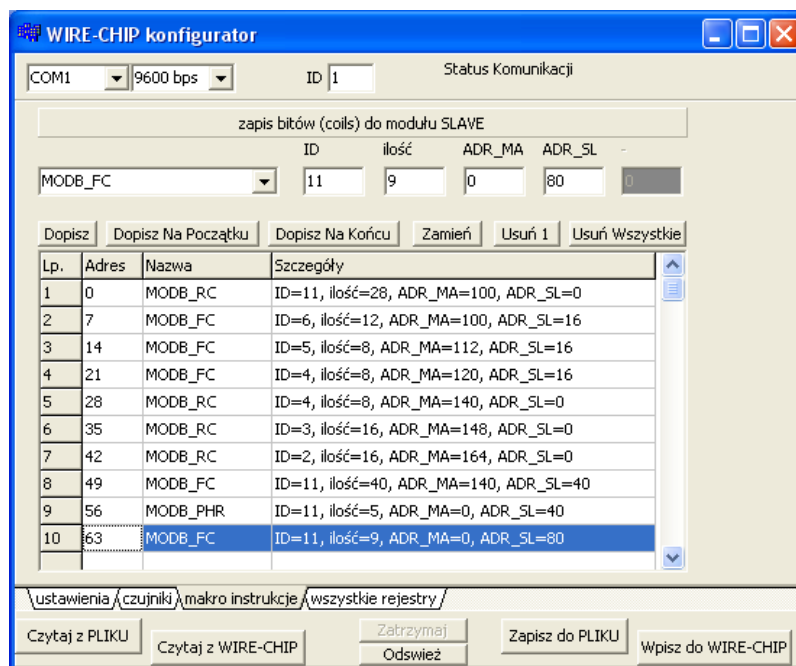 WIRE-CHIP konfigurator
COM1 9600 bps ID 1 Status Komunikacji
zapis bitów (coils) do modułu SLAVE
ID ilość ADR_MA ADR_SL -
MODB_FC 11 9 0 80 0
Dopisz Dopisz Na Początku Dopisz Na Końcu Zamień Usuń 1 Usuń Wszystkie
Lp. Adres Nazwa Szczegóły
1 0 MODB_RC ID=11, ilość=28, ADR_MA=100, ADR_SL=0
2 7 MODB_FC ID=6, ilość=12, ADR_MA=100, ADR_SL=16
3 14 MODB_FC ID=5, ilość=8, ADR_MA=112, ADR_SL=16
4 21 MODB_FC ID=4, ilość=8, ADR_MA=120, ADR_SL=16
5 28 MODB_RC ID=4, ilość=8, ADR_MA=140, ADR_SL=0
6 35 MODB_RC ID=3, ilość=16, ADR_MA=148, ADR_SL=0
7 42 MODB_RC ID=2, ilość=16, ADR_MA=164, ADR_SL=0
8 49 MODB_FC ID=11, ilość=40, ADR_MA=140, ADR_SL=40
9 56 MODB_PHR ID=11, ilość=5, ADR_MA=0, ADR_SL=40
10 63 MODB_FC ID=11, ilość=9, ADR_MA=0, ADR_SL=80
ustawienia czujniki makro instrukcje wszystkie rejestry
Czytaj z PLIKU Czytaj z WIRE-CHIP Zatrzymaj Zapisz do PLIKU Wpisz do WIRE-CHIP
Odswież